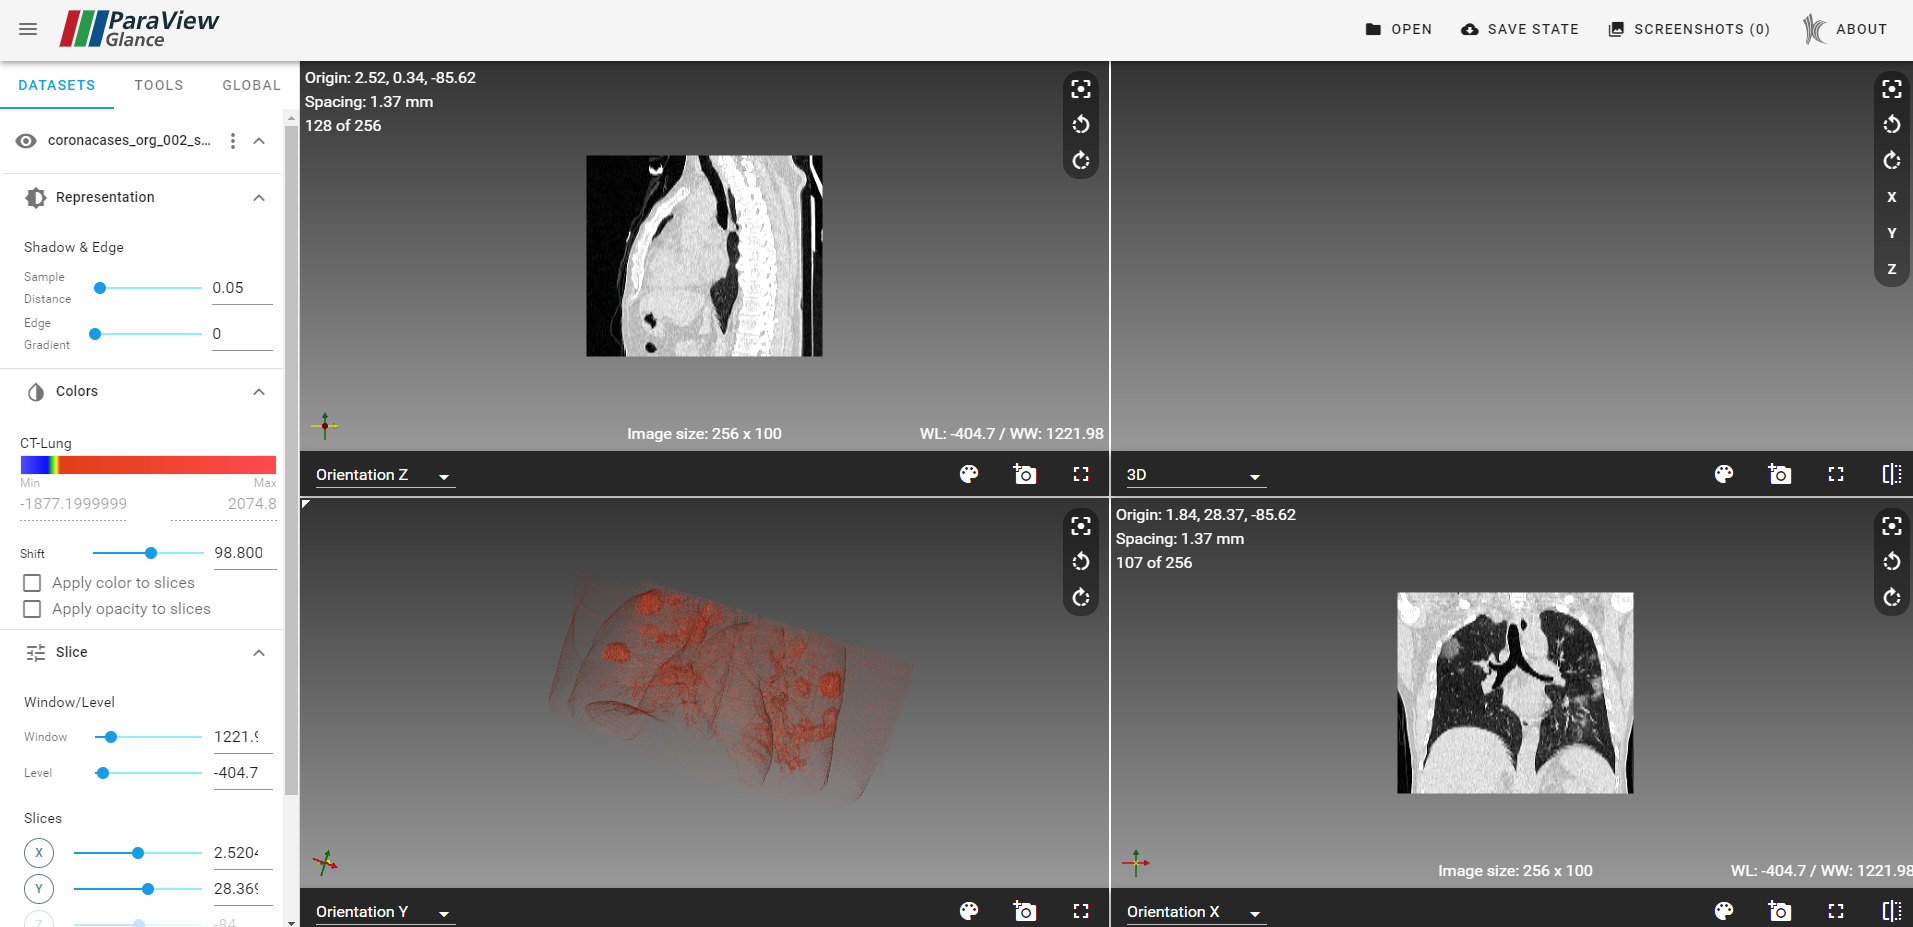 ParaView
Glance
OPEN
SAVE STATE
SCREENSHOTS (0)
ABOUT
DATASETS
TOOLS
GLOBAL
coronacases_org_002_s...
Representation
Shadow & Edge
Sample
Distance
0.05
Edge
Gradient
0
Colors
CT-Lung
Min
Max
-1877.1999999
2074.8
Shift
98.800
Apply color to slices
Apply opacity to slices
Slice
Window/Level
Window
1221.9
Level
-404.7
Slices
X
2.5204
Y
28.369
Z
-84
Origin: 2.52, 0.34, -85.62
Spacing: 1.37 mm
128 of 256
Image size: 256 x 100
WL: -404.7 / WW: 1221.98
Orientation Z
X
Y
Z
3D
Orientation Y
Origin: 1.84, 28.37, -85.62
Spacing: 1.37 mm
107 of 256
Image size: 256 x 100
WL: -404.7 / WW: 1221.98
Orientation X